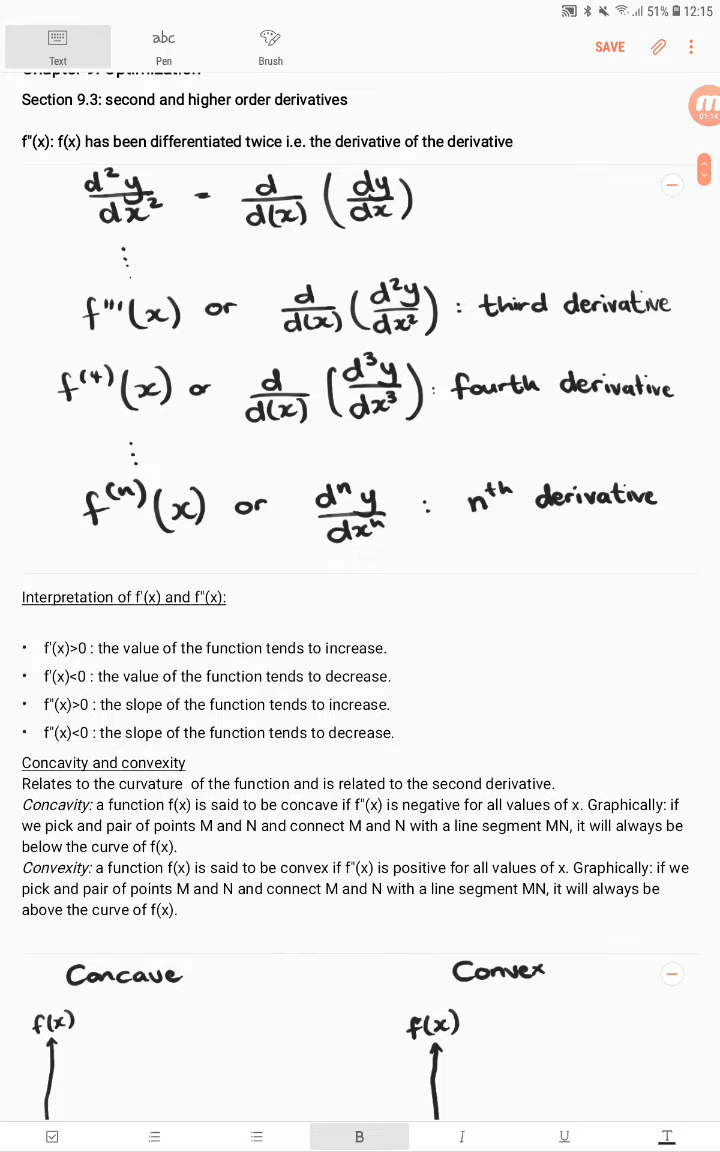 51% 12:15
abc
Text Pen Brush SAVE
01:14
Chapter 9: Optimization
Section 9.3: second and higher order derivatives
f"(x): f(x) has been differentiated twice i.e. the derivative of the derivative
d²y/dx² = d/d(x) (dy/dx)
⋮
f'''(x) or d/d(x) (d²y/dx²) : third derivative
f⁽⁴⁾(x) or d/d(x) (d³y/dx³) : fourth derivative
⋮
f⁽ⁿ⁾(x) or dⁿy/dxⁿ : nᵗʰ derivative
Interpretation of f'(x) and f"(x):
• f'(x)>0 : the value of the function tends to increase.
• f'(x)<0 : the value of the function tends to decrease.
• f"(x)>0 : the slope of the function tends to increase.
• f"(x)<0 : the slope of the function tends to decrease.
Concavity and convexity
Relates to the curvature of the function and is related to the second derivative.
Concavity: a function f(x) is said to be concave if f"(x) is negative for all values of x. Graphically: if
we pick and pair of points M and N and connect M and N with a line segment MN, it will always be
below the curve of f(x).
Convexity: a function f(x) is said to be convex if f"(x) is positive for all values of x. Graphically: if we
pick and pair of points M and N and connect M and N with a line segment MN, it will always be
above the curve of f(x).
Concave Convex
f(x) f(x)
B I U T